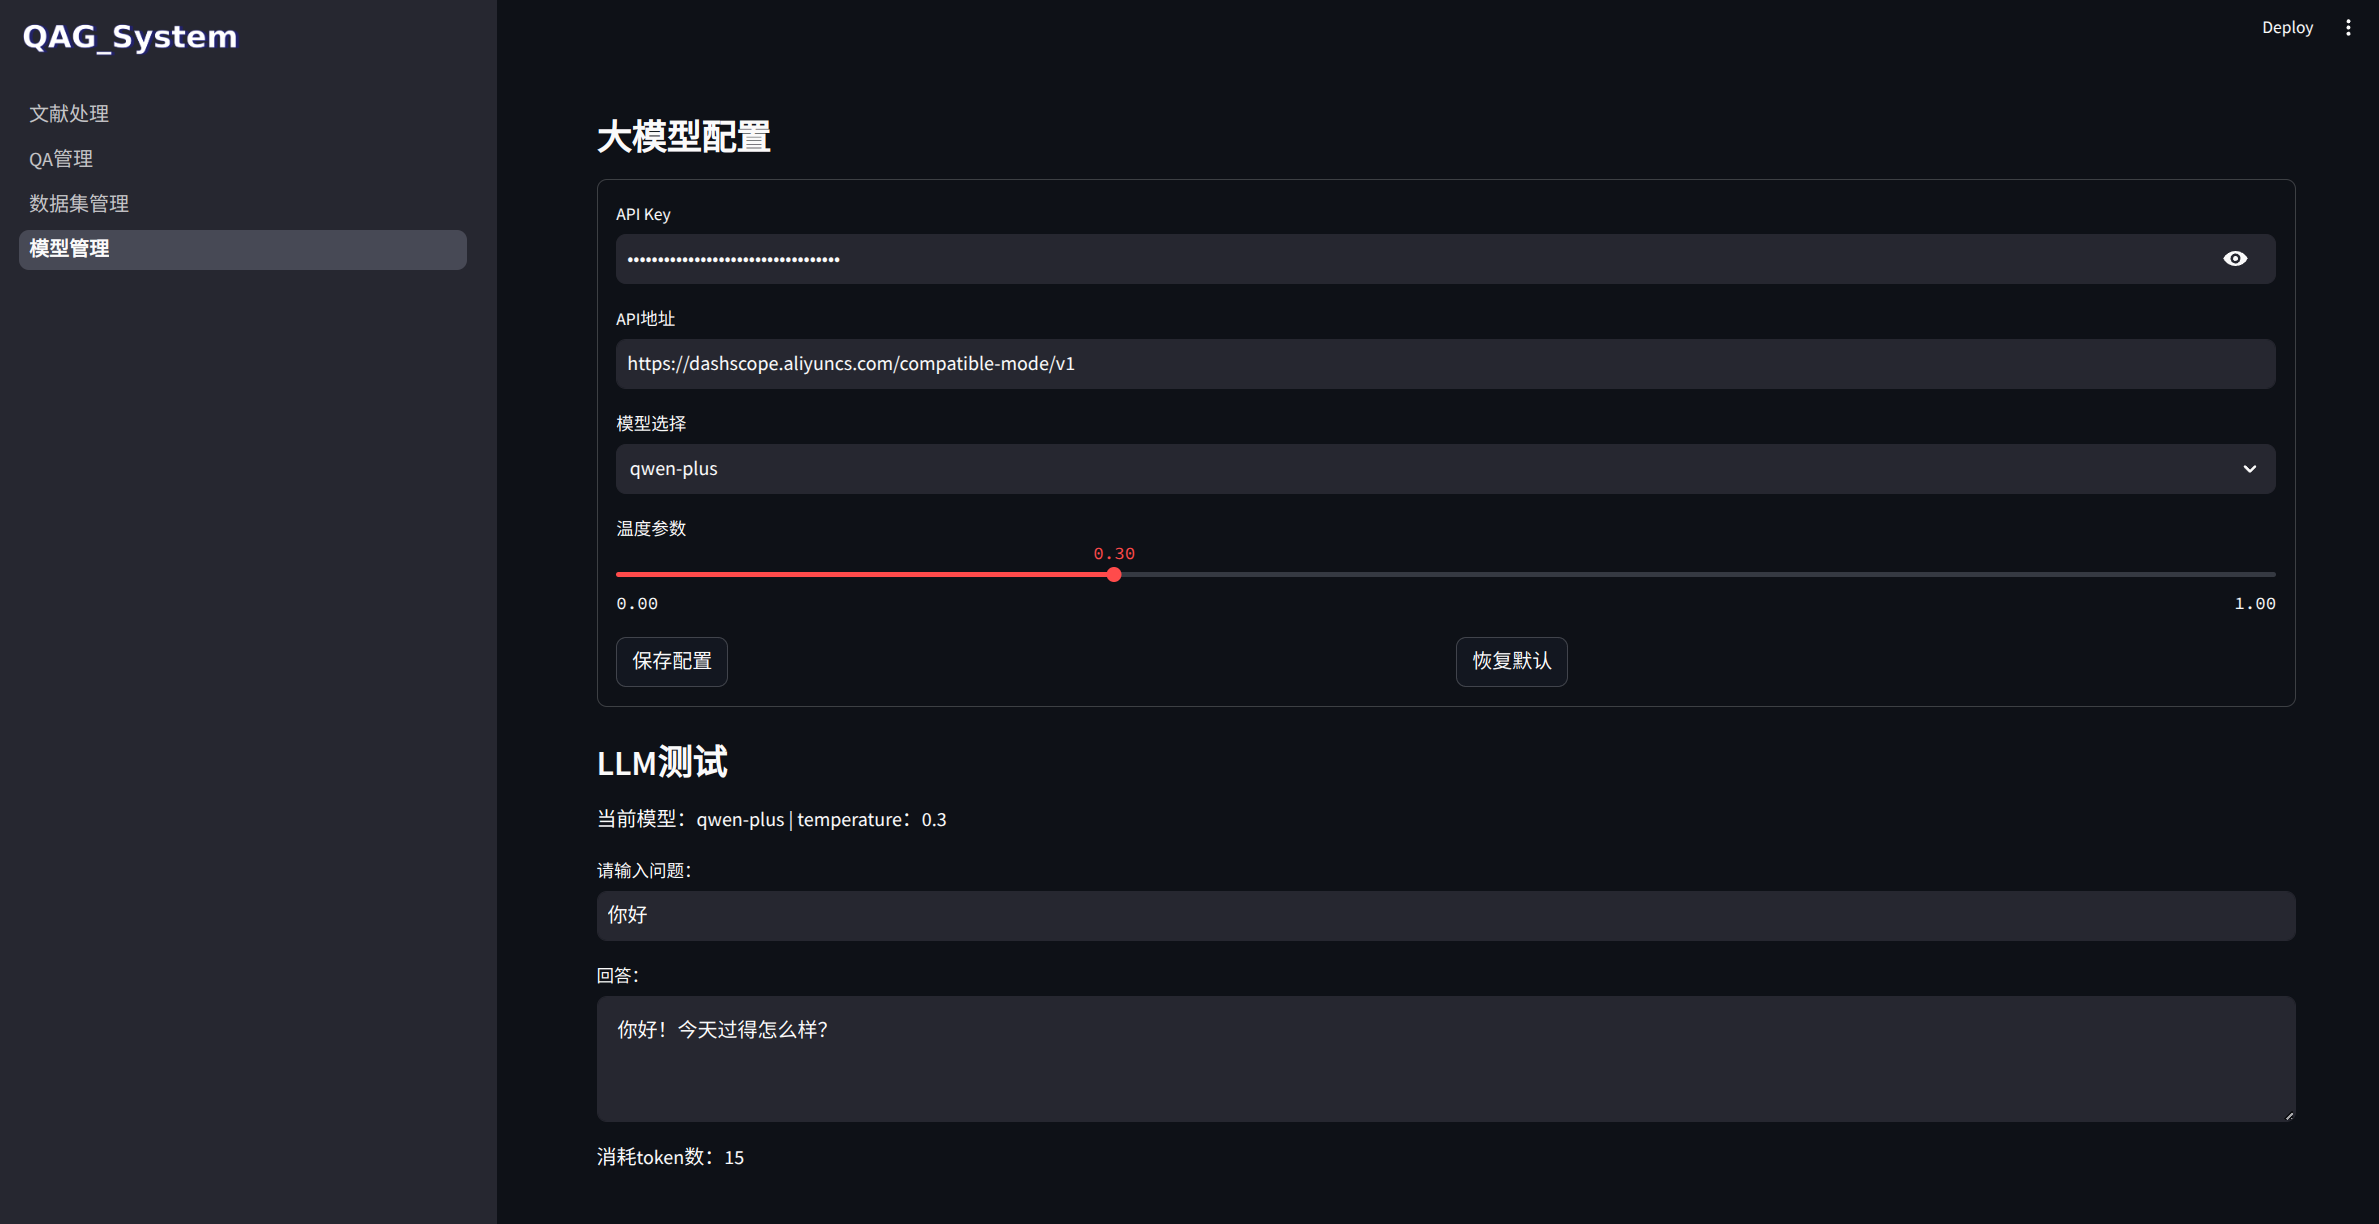 QAG_System
文献处理
QA管理
数据集管理
模型管理
Deploy
大模型配置
API Key
••••••••••••••••••••••••••••••••••••
API地址
https://dashscope.aliyuncs.com/compatible-mode/v1
模型选择
qwen-plus
温度参数
0.30
0.00 1.00
保存配置 恢复默认
LLM测试
当前模型：qwen-plus | temperature：0.3
请输入问题：
你好
回答：
你好！今天过得怎么样？
消耗token数：15